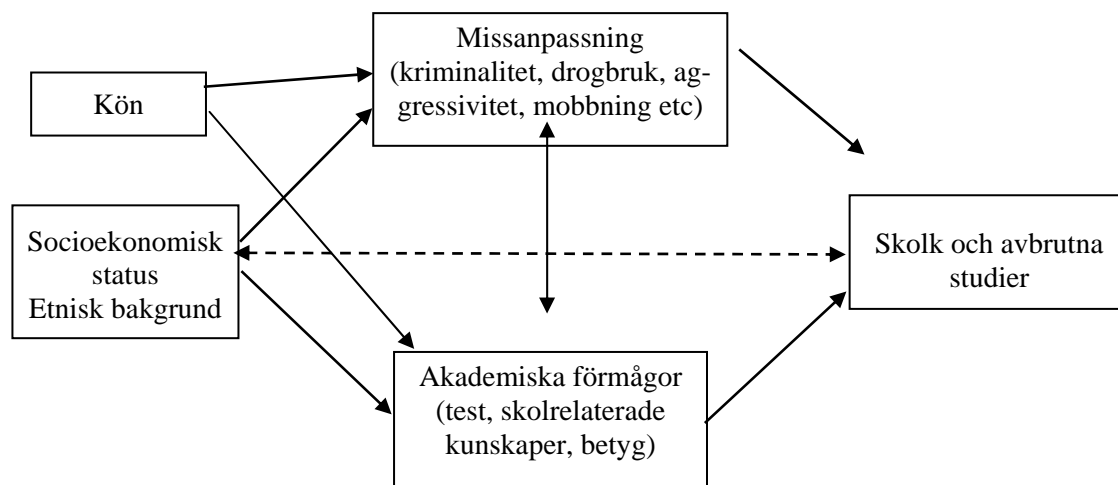 Missanpassning
(kriminalitet, drogbruk, ag-
gressivitet, mobbning etc)
Kön
Socioekonomisk
status
Etnisk bakgrund
Skolk och avbrutna
studier
Akademiska förmågor
(test, skolrelaterade
kunskaper, betyg)